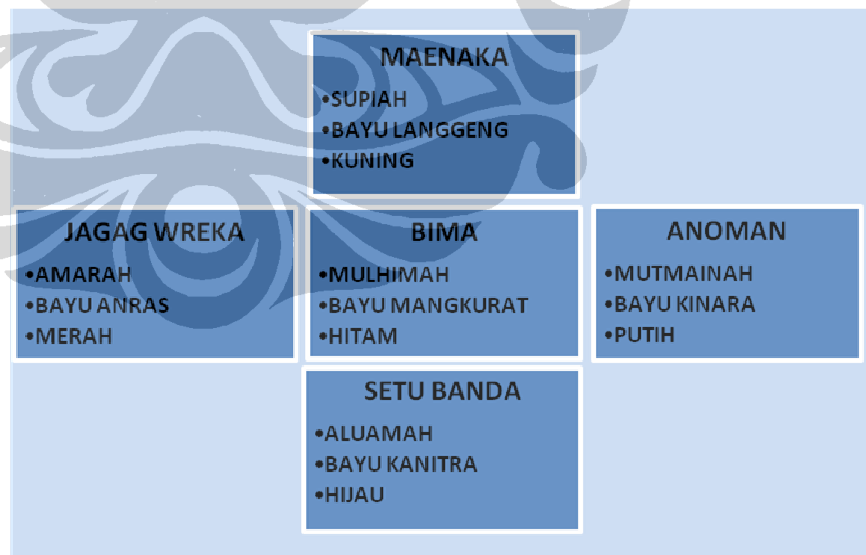 MAENAKA
•SUPIAH
•BAYU LANGGENG
•KUNING
JAGAG WREKA
•AMARAH
•BAYU ANRAS
•MERAH
BIMA
•MULHIMAH
•BAYU MANGKURAT
•HITAM
ANOMAN
•MUTMAINAH
•BAYU KINARA
•PUTIH
SETU BANDA
•ALUAMAH
•BAYU KANITRA
•HIJAU